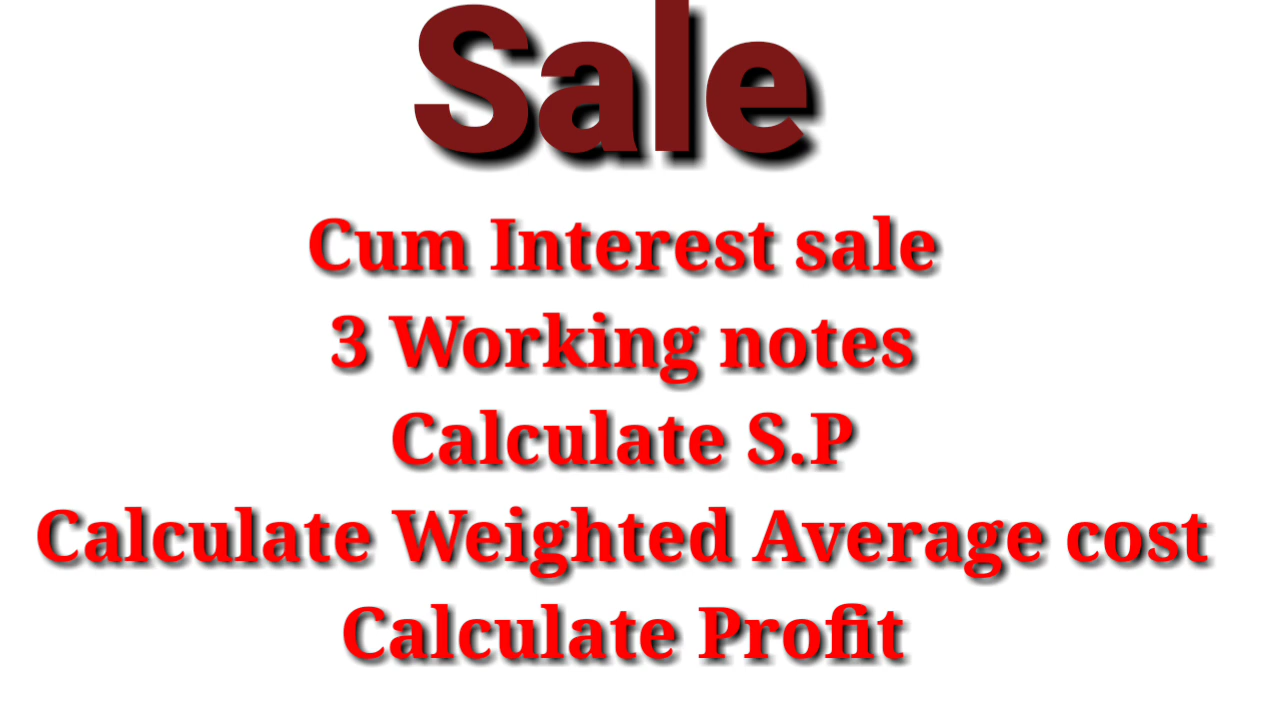 Sale
Cum Interest sale
3 Working notes
Calculate S.P
Calculate Weighted Average cost
Calculate Profit